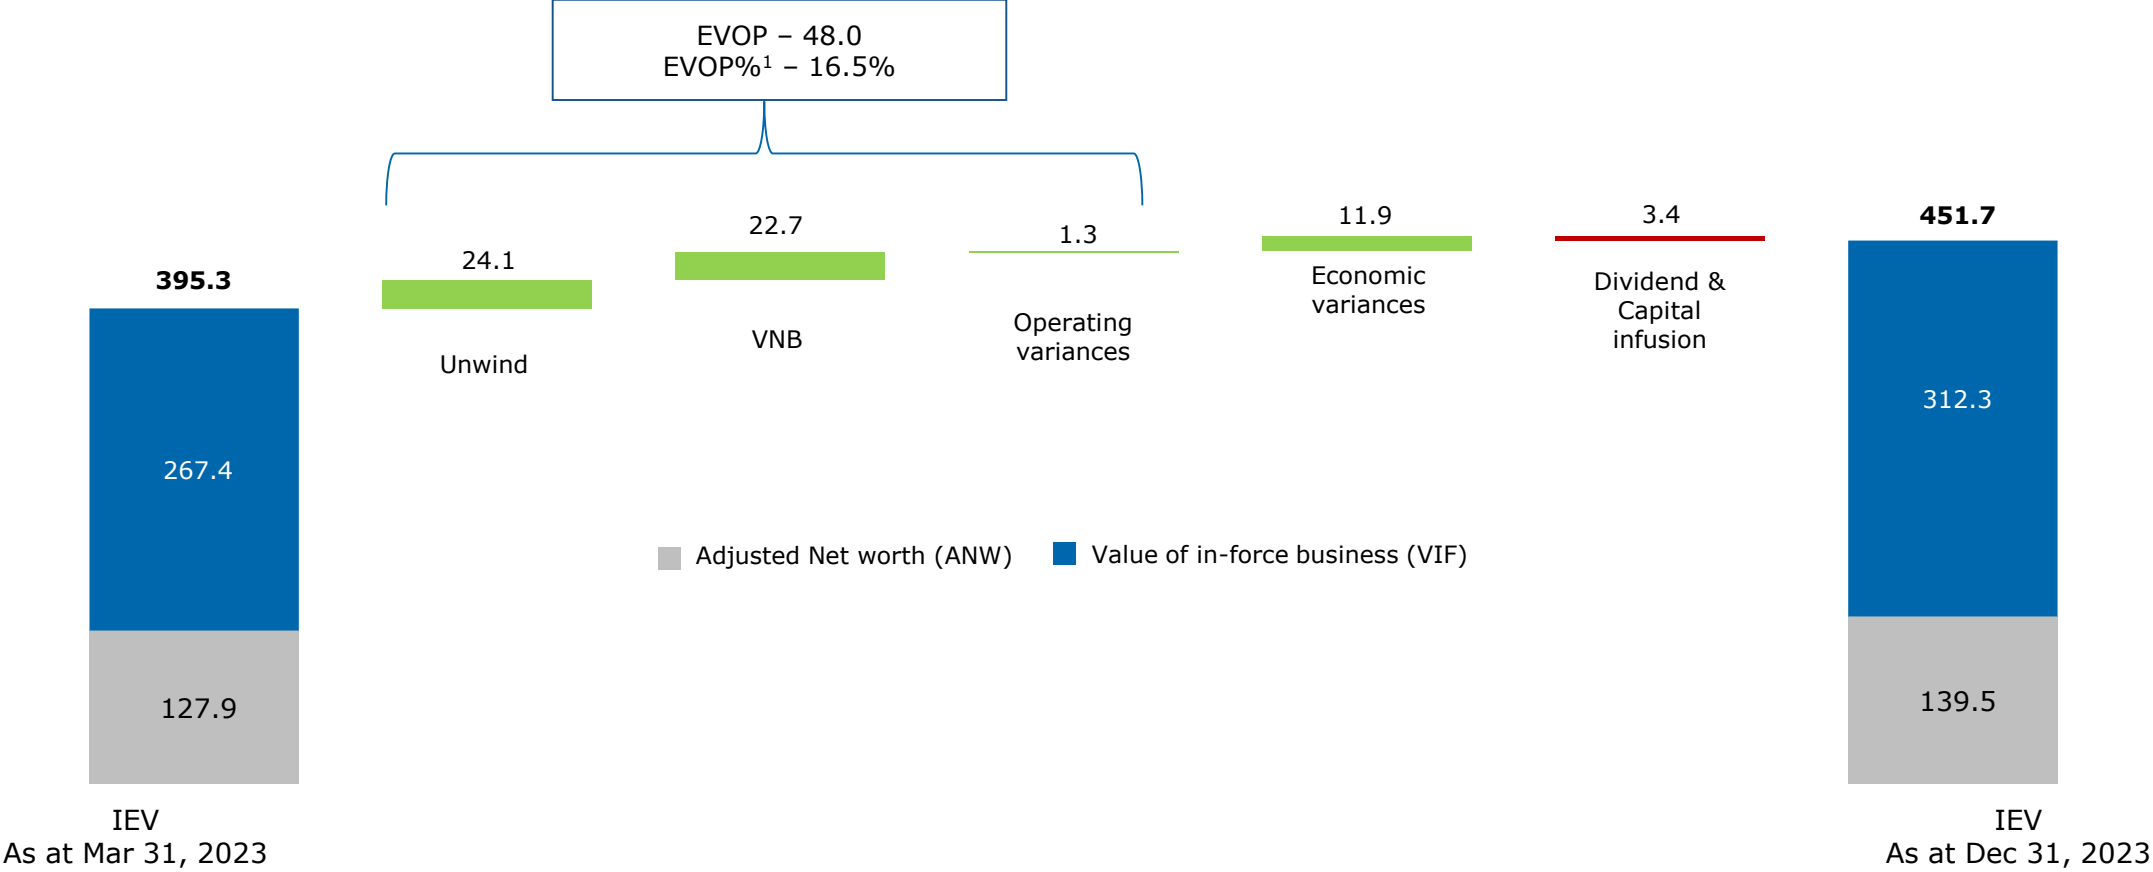 EVOP – 48.0
EVOP%¹ – 16.5%
395.3
24.1
22.7
1.3
11.9
3.4
451.7
Unwind
VNB
Operating
variances
Economic
variances
Dividend &
Capital
infusion
267.4
127.9
312.3
139.5
Adjusted Net worth (ANW)
Value of in-force business (VIF)
IEV
As at Mar 31, 2023
IEV
As at Dec 31, 2023